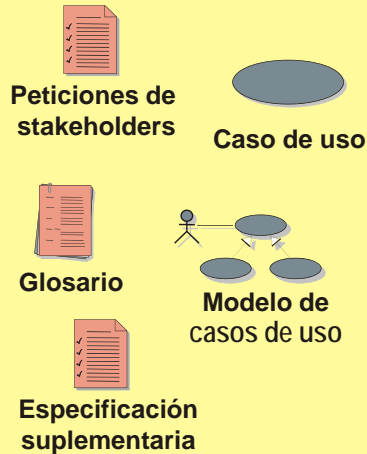 Peticiones de
stakeholders
Caso de uso
Glosario
Modelo de
casos de uso
Especificación
suplementaria